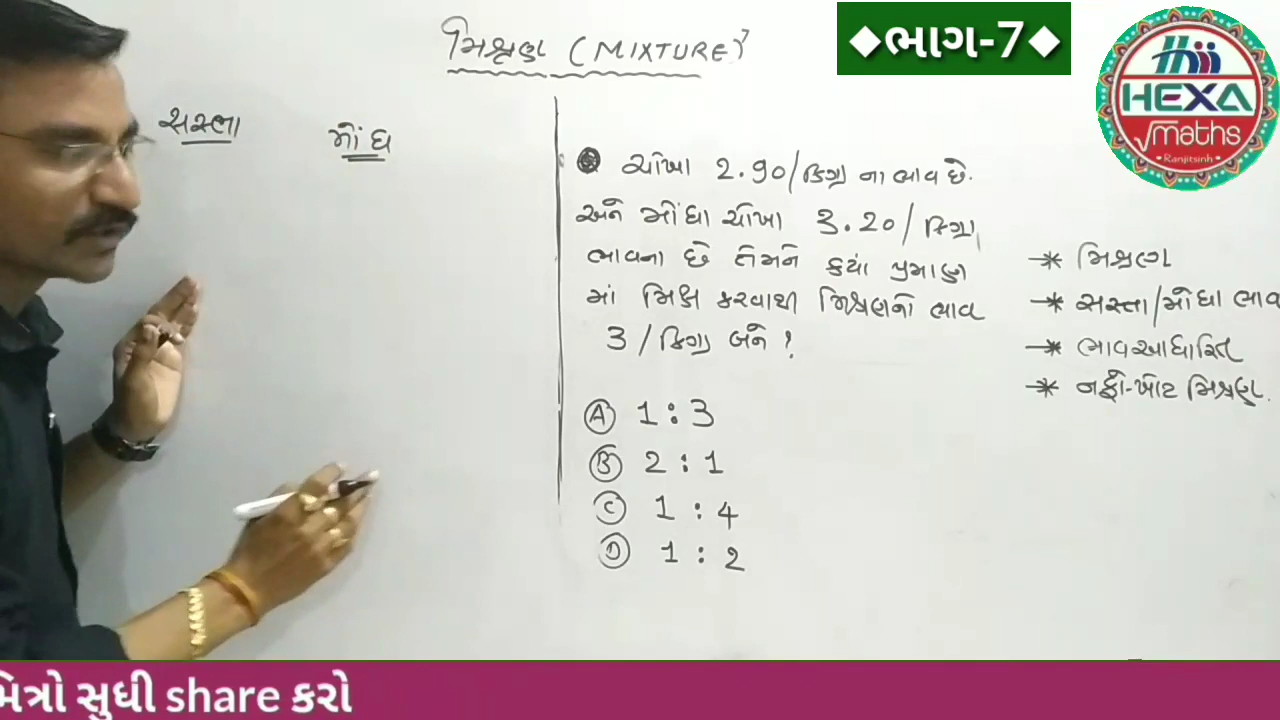 મિશ્રણ (MIXTURE)
◆ભાગ-7◆
HEXA
maths
Ranjitsinh
સસ્તા
મોંઘા
ચોખા 2.90/કિગ્રા ના ભાવ છે.
અને મોંઘા ચોખા 3.20/કિગ્રા
ભાવના છે તેમને કયાં પ્રમાણ
માં મિક્ષ કરવાથી મિશ્રણનો ભાવ
3/કિગ્રા બને ?
A 1 : 3
B 2 : 1
C 1 : 4
D 1 : 2
* મિશ્રણ
* સસ્તા/મોંઘા ભાવ
* ભાવઆધારિત
* નફો-ખોટ મિશ્રણ.
મિત્રો સુધી share કરો